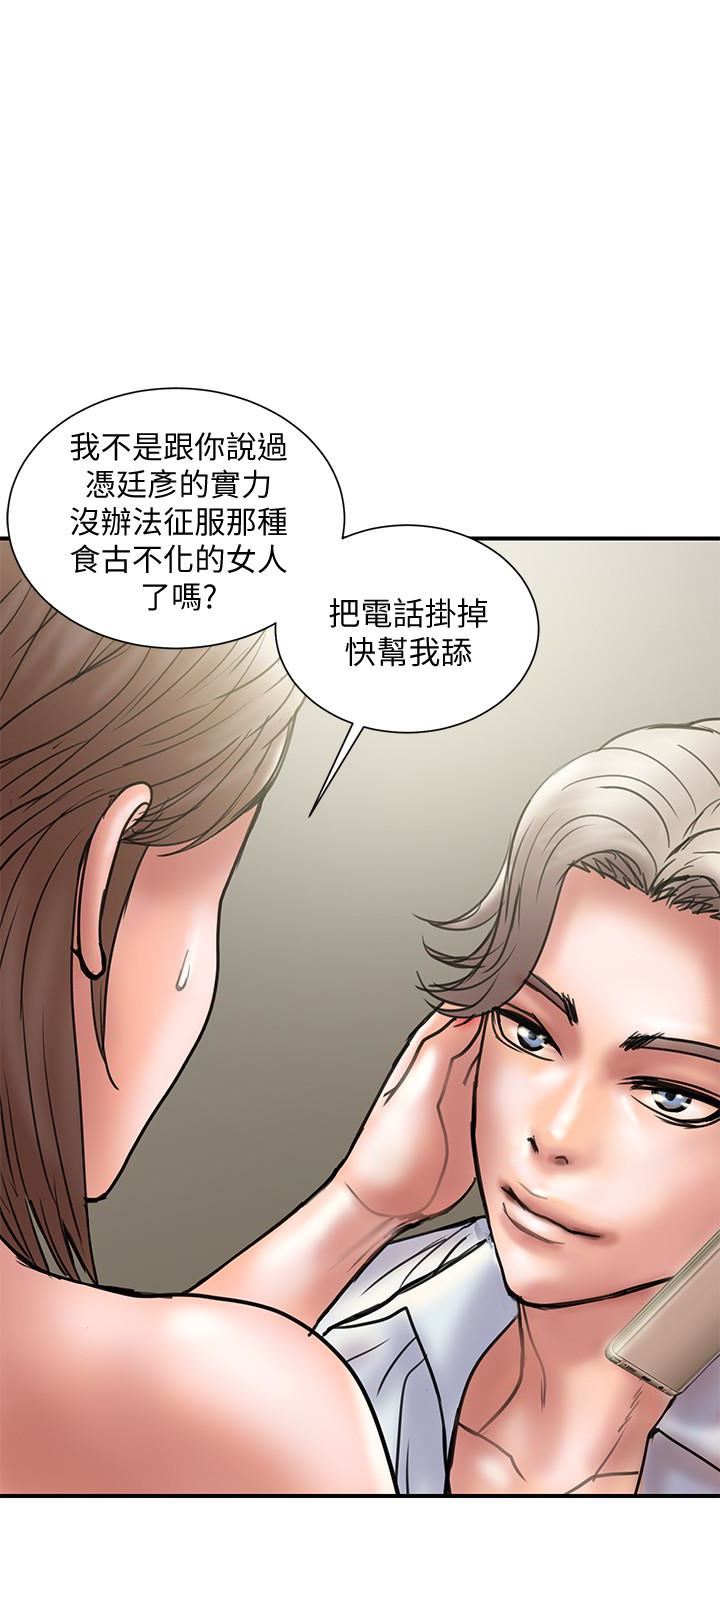 我不是跟你說過
憑廷彥的實力
沒辦法征服那種
食古不化的女人
了嗎?
把電話掛掉
快幫我舔